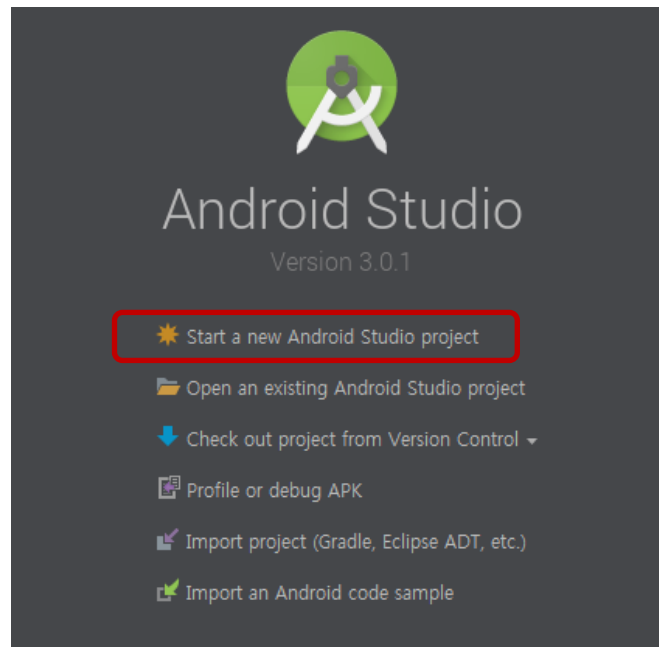 Android Studio
Version 3.0.1
Start a new Android Studio project
Open an existing Android Studio project
Check out project from Version Control
Profile or debug APK
Import project (Gradle, Eclipse ADT, etc.)
Import an Android code sample